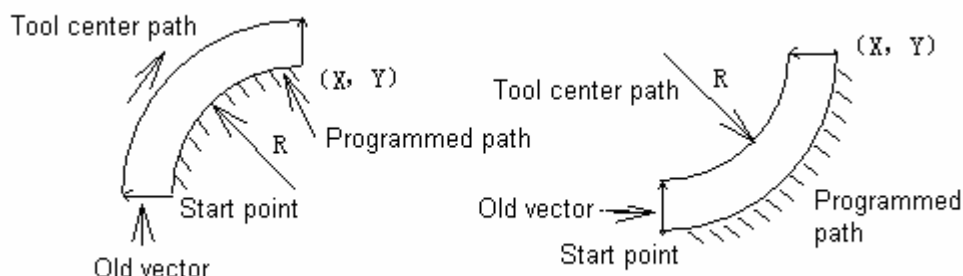 Tool center path
(X, Y)
R
Programmed path
Start point
Old vector
(X, Y)
R
Tool center path
Old vector
Programmed
path
Start point